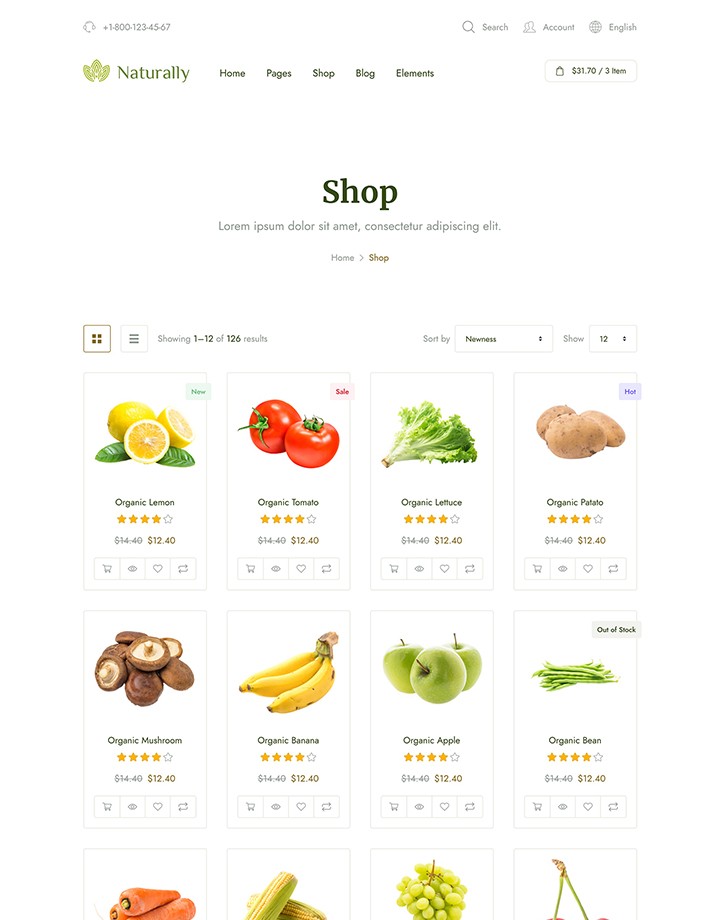 +1-800-123-45-67 Search Account English
Naturally Home Pages Shop Blog Elements $31.70 / 3 Item
Shop
Lorem ipsum dolor sit amet, consectetur adipiscing elit.
Home > Shop
Showing 1–12 of 126 results Sort by Newness Show 12
New Sale Hot
Organic Lemon Organic Tomato Organic Lettuce Organic Patato
$14.40 $12.40 $14.40 $12.40 $14.40 $12.40 $14.40 $12.40
Out of Stock
Organic Mushroom Organic Banana Organic Apple Organic Bean
$14.40 $12.40 $14.40 $12.40 $14.40 $12.40 $14.40 $12.40